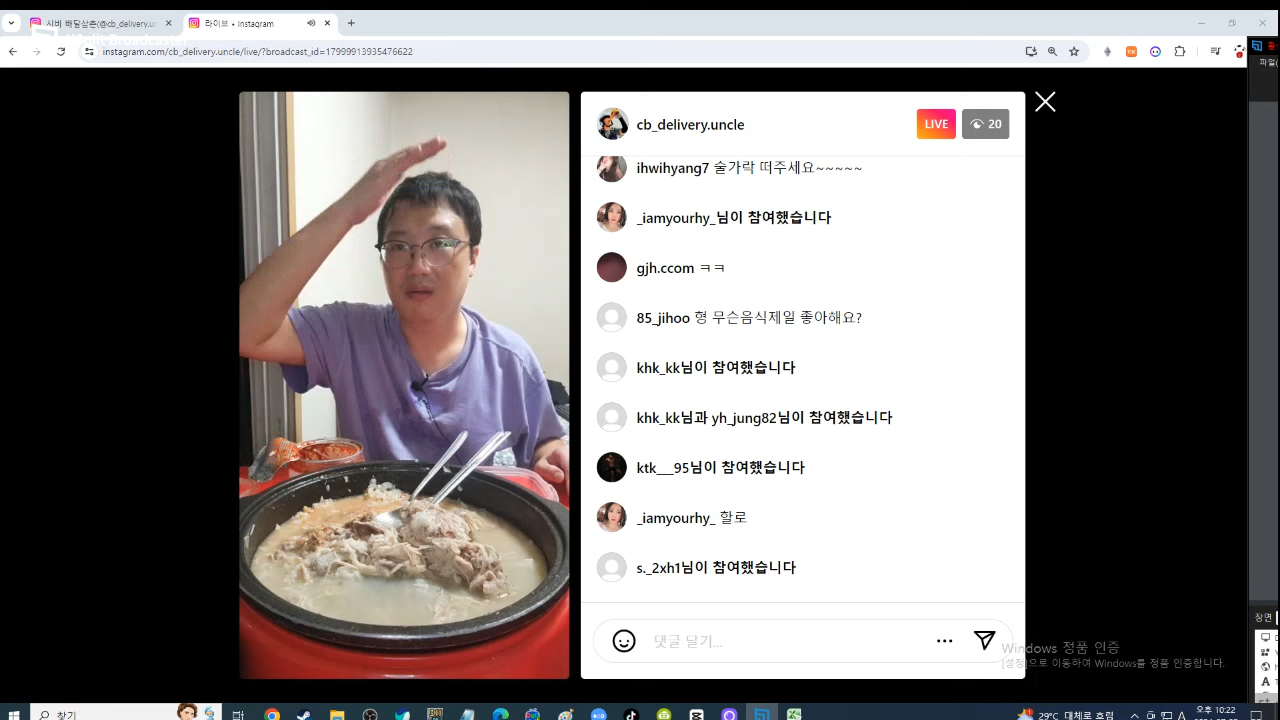 시비 배달삼촌(@cb_delivery.un
라이브 • Instagram
instagram.com/cb_delivery.uncle/live/?broadcast_id=17999913935476622
파일(
cb_delivery.uncle
LIVE
20
ihwihyang7 술가락 떠주세요~~~~~
_iamyourhy_님이 참여했습니다
gjh.ccom ㅋㅋ
85_jihoo 형 무슨음식제일 좋아해요?
khk_kk님이 참여했습니다
khk_kk님과 yh_jung82님이 참여했습니다
ktk___95님이 참여했습니다
_iamyourhy_ 할로
s._2xh1님이 참여했습니다
댓글 달기...
장면
Windows 정품 인증
[설정]으로 이동하여 Windows를 정품 인증합니다.
찾기
29°C 대체로 흐림
오후 10:22